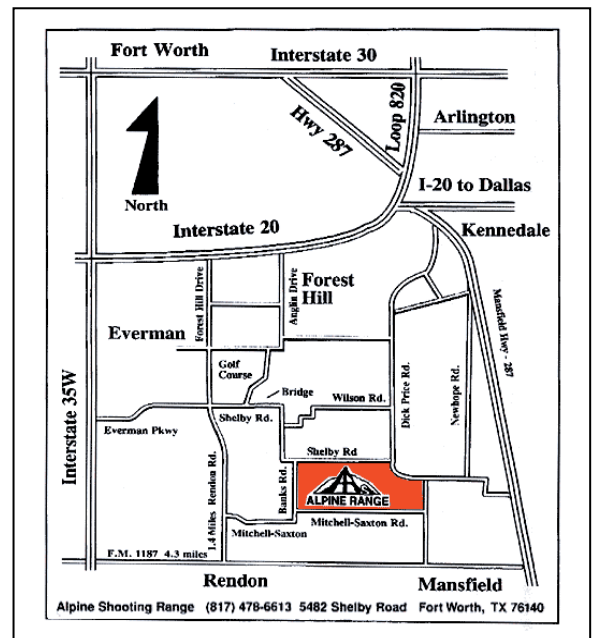 Fort Worth
Interstate 30
Loop 820
Hwy 287
Arlington
North
I-20 to Dallas
Interstate 20
Kennedale
Forest Hill Drive
Anglin Drive
Forest
Hill
Mansfield Hwy - 287
Everman
Golf
Course
Bridge
Wilson Rd.
Dick Price Rd.
Newhope Rd.
Interstate 35W
Everman Pkwy
Shelby Rd.
Shelby Rd
1.4 Miles Rendon Rd.
Banks Rd.
ALPINE RANGE
Mitchell-Saxton
Mitchell-Saxton Rd.
F.M. 1187 4.3 miles
Rendon
Mansfield
Alpine Shooting Range (817) 478-6613 5482 Shelby Road Fort Worth, TX 76140